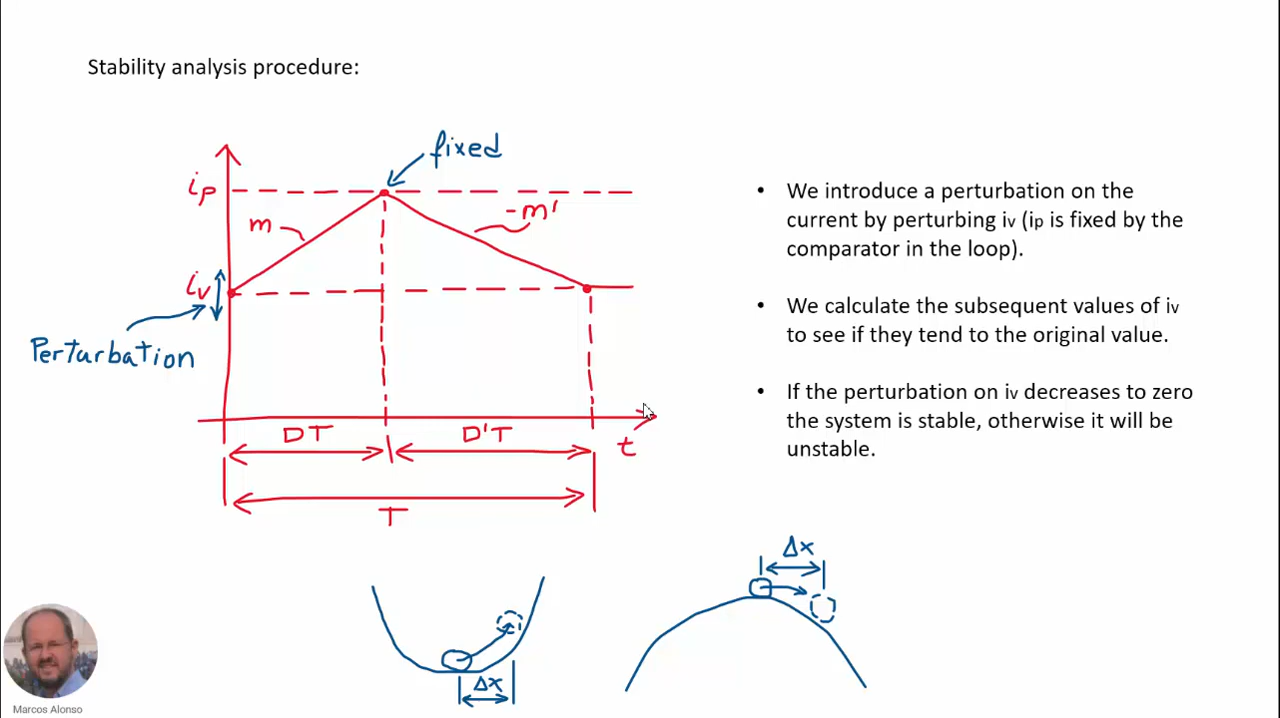 Stability analysis procedure:
fixed
ip
m
-m'
iv
Perturbation
DT
D'T
t
T
• We introduce a perturbation on the
current by perturbing iv (ip is fixed by the
comparator in the loop).
• We calculate the subsequent values of iv
to see if they tend to the original value.
• If the perturbation on iv decreases to zero
the system is stable, otherwise it will be
unstable.
Δx
Δx
Marcos Alonso